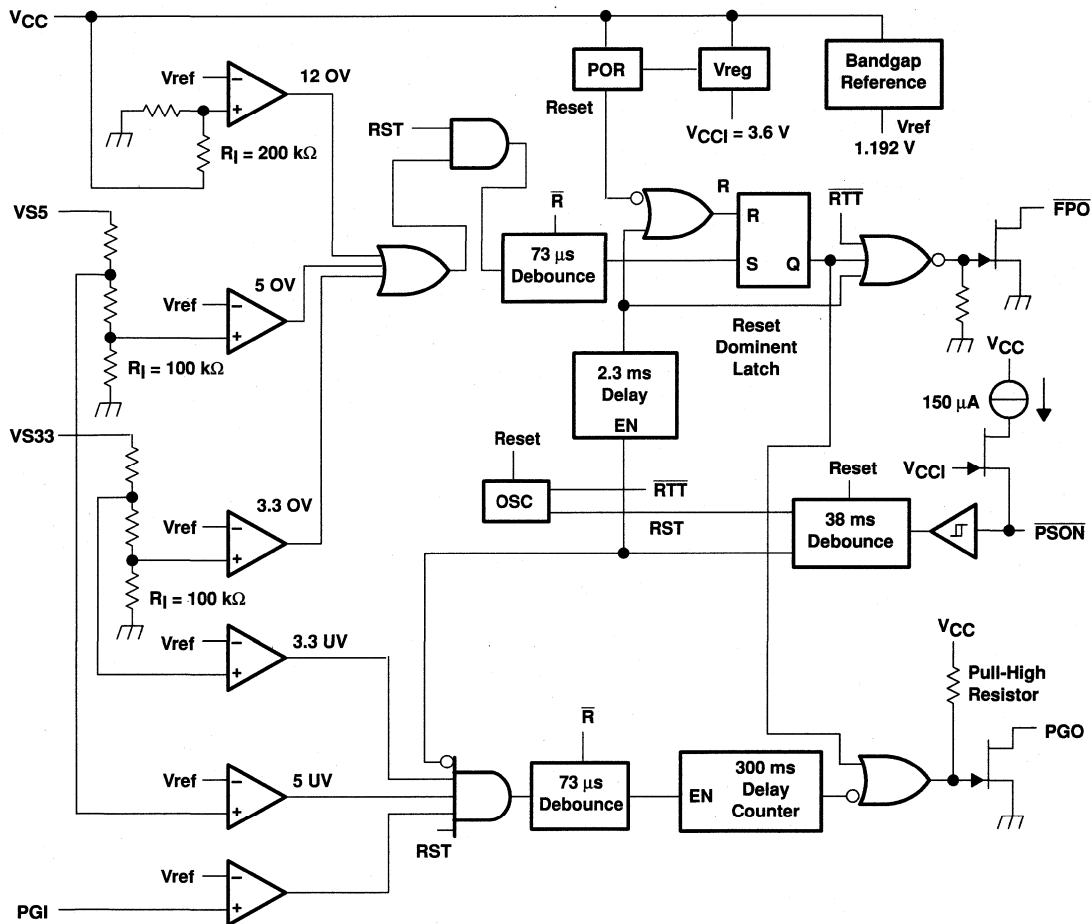 VCC
Vref
−
+
12 OV
RI = 200 kΩ
POR
Vreg
Bandgap
Reference
Reset
VCCI = 3.6 V
Vref
1.192 V
RST
VS5
R̅
73 μs
Debounce
R
R
S
Q
R̅T̅T̅
F̅P̅O̅
Vref
−
+
5 OV
RI = 100 kΩ
Reset
Dominent
Latch
2.3 ms
Delay
EN
VCC
150 μA
VCCI
VS33
Reset
OSC
R̅T̅T̅
RST
Reset
38 ms
Debounce
P̅S̅O̅N̅
Vref
−
+
3.3 OV
RI = 100 kΩ
Vref
−
+
3.3 UV
VCC
Pull-High
Resistor
PGO
R̅
73 μs
Debounce
EN
300 ms
Delay
Counter
Vref
−
+
5 UV
RST
Vref
−
+
PGI